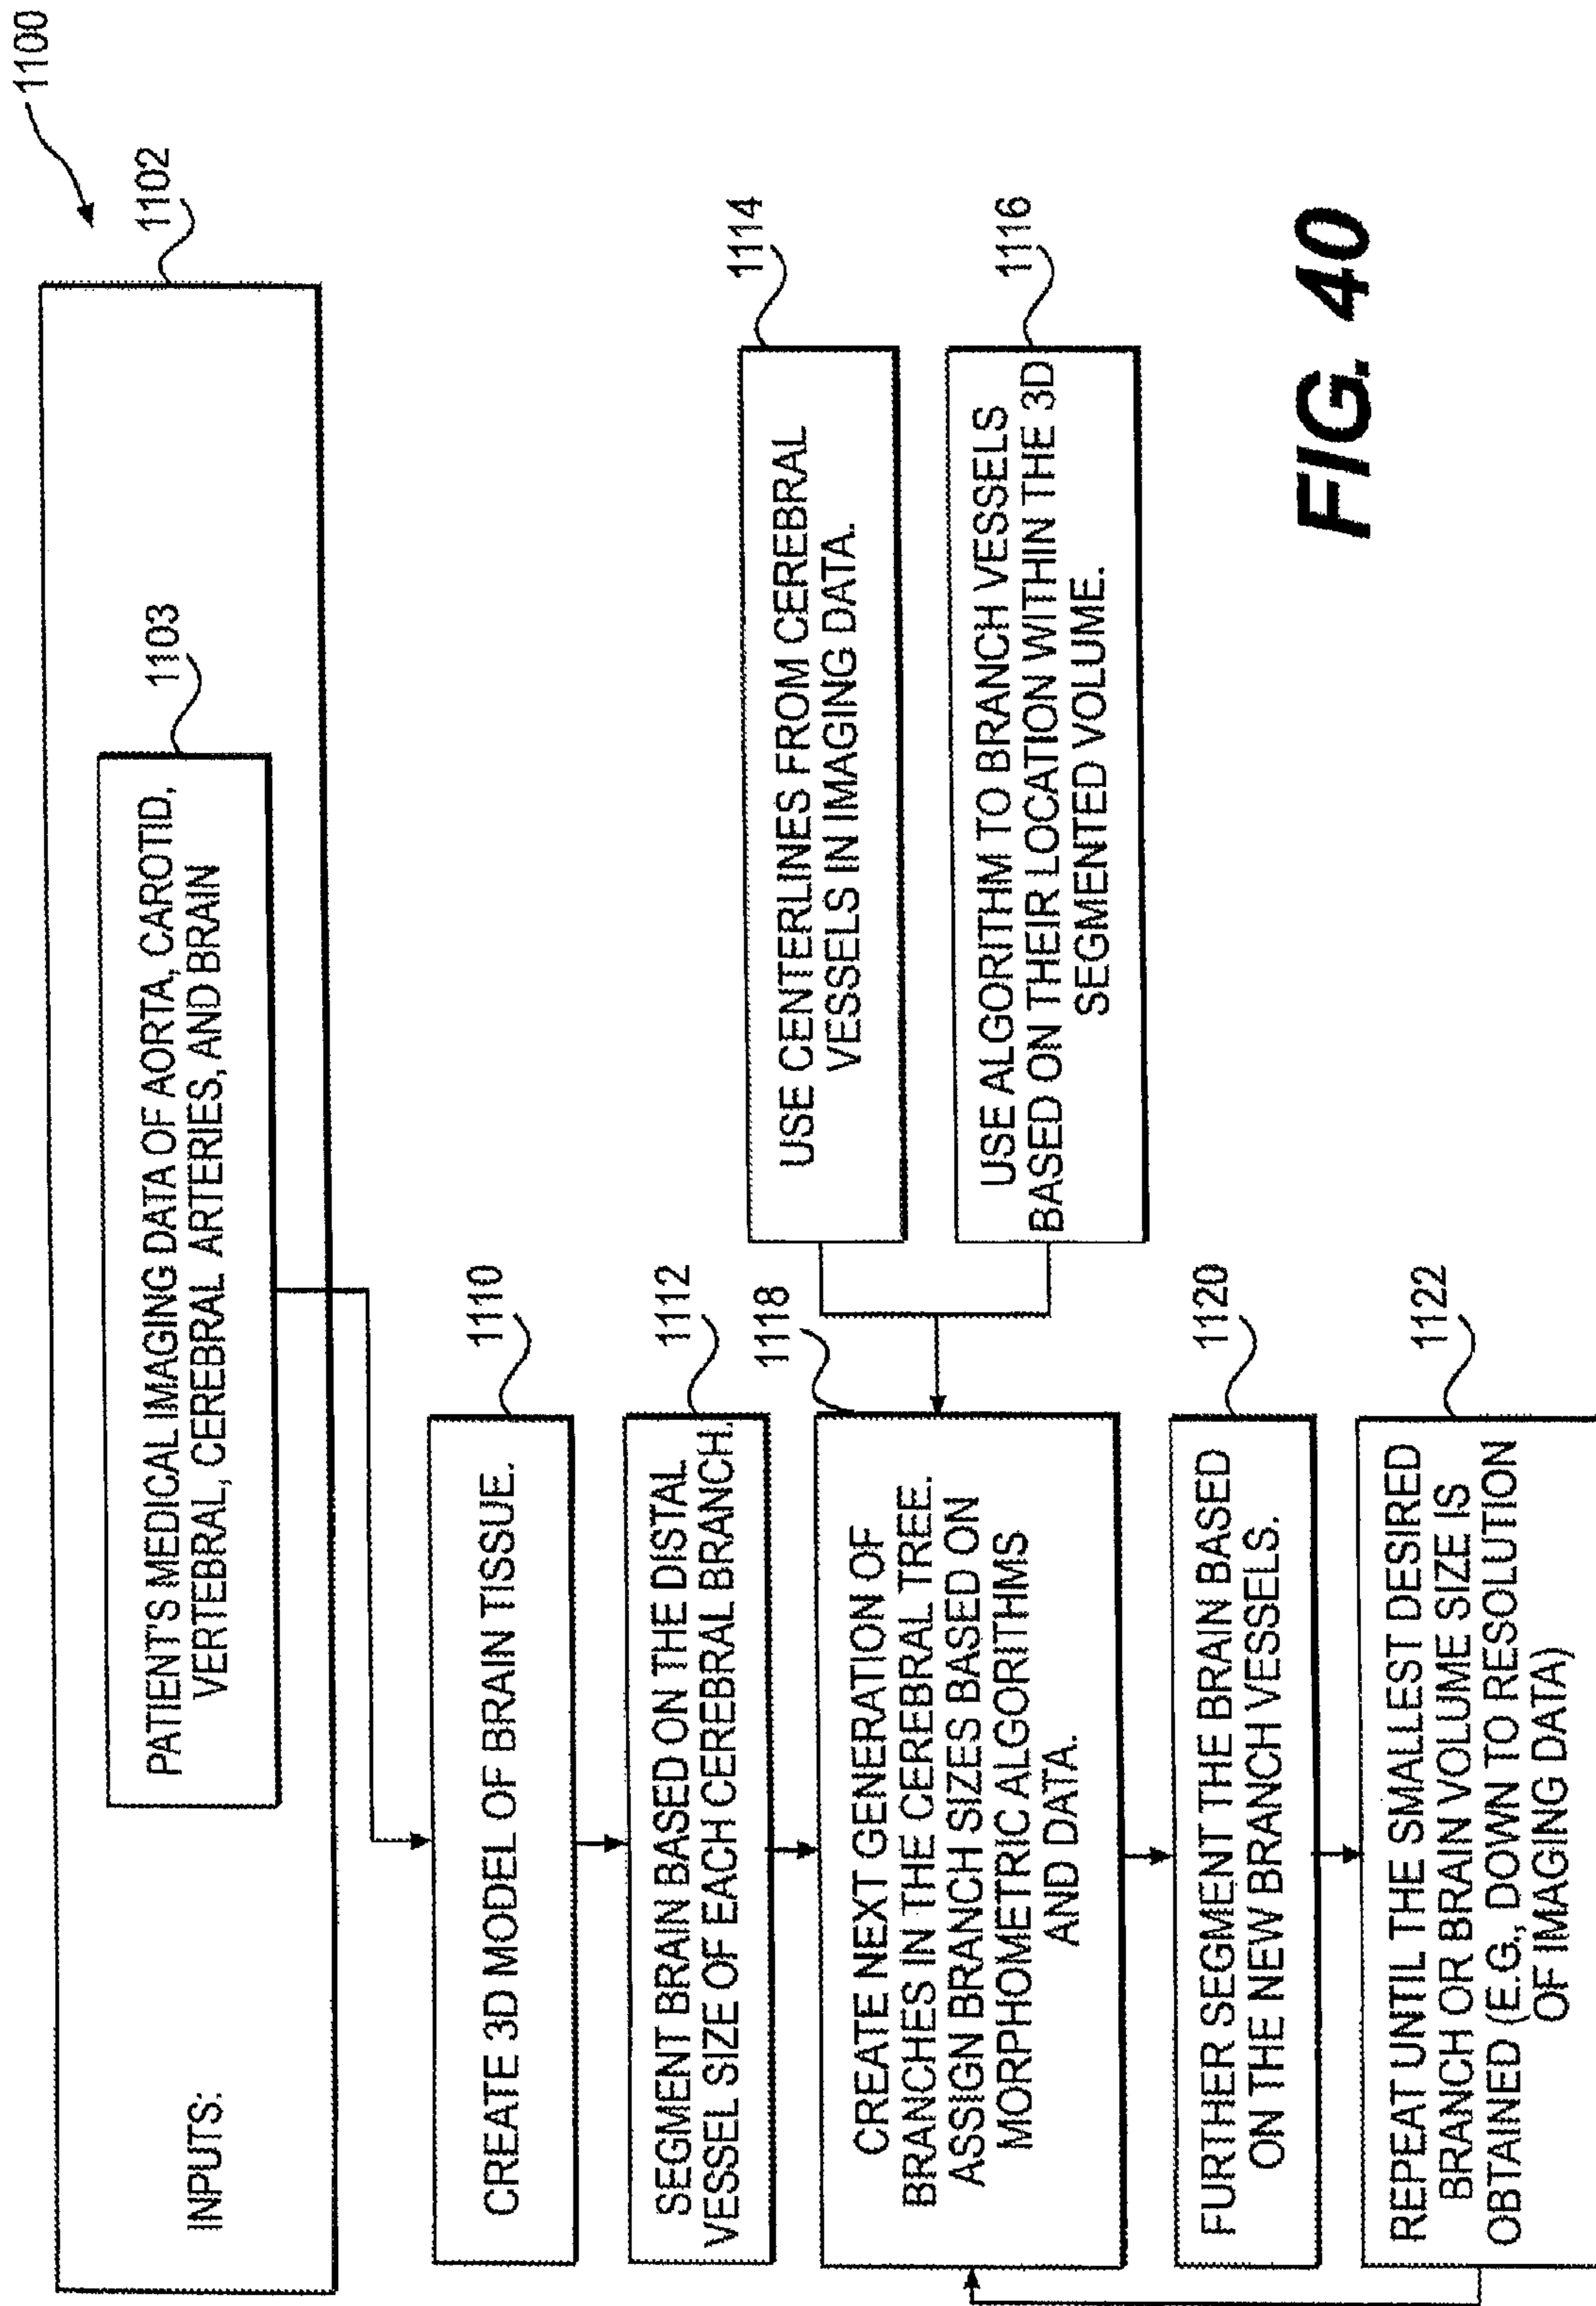 1100
1102
INPUTS:
1103
PATIENT'S MEDICAL IMAGING DATA OF AORTA, CAROTID,
VERTEBRAL, CEREBRAL ARTERIES, AND BRAIN
1110
CREATE 3D MODEL OF BRAIN TISSUE.
1112
SEGMENT BRAIN BASED ON THE DISTAL
VESSEL SIZE OF EACH CEREBRAL BRANCH.
1114
USE CENTERLINES FROM CEREBRAL
VESSELS IN IMAGING DATA.
1116
USE ALGORITHM TO BRANCH VESSELS
BASED ON THEIR LOCATION WITHIN THE 3D
SEGMENTED VOLUME.
1118
CREATE NEXT GENERATION OF
BRANCHES IN THE CEREBRAL TREE.
ASSIGN BRANCH SIZES BASED ON
MORPHOMETRIC ALGORITHMS
AND DATA.
1120
FURTHER SEGMENT THE BRAIN BASED
ON THE NEW BRANCH VESSELS.
1122
REPEAT UNTIL THE SMALLEST DESIRED
BRANCH OR BRAIN VOLUME SIZE IS
OBTAINED (E.G., DOWN TO RESOLUTION
OF IMAGING DATA)
FIG. 40